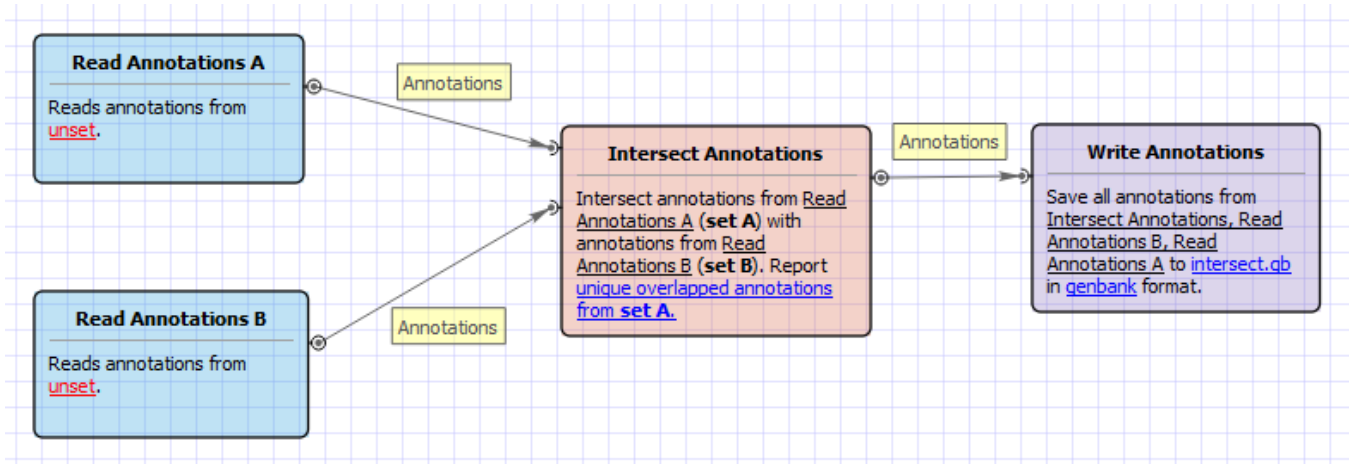 Read Annotations A
Reads annotations from
unset.
Annotations
Read Annotations B
Reads annotations from
unset.
Annotations
Intersect Annotations
Intersect annotations from Read
Annotations A (set A) with
annotations from Read
Annotations B (set B). Report
unique overlapped annotations
from set A.
Annotations
Write Annotations
Save all annotations from
Intersect Annotations, Read
Annotations B, Read
Annotations A to intersect.gb
in genbank format.